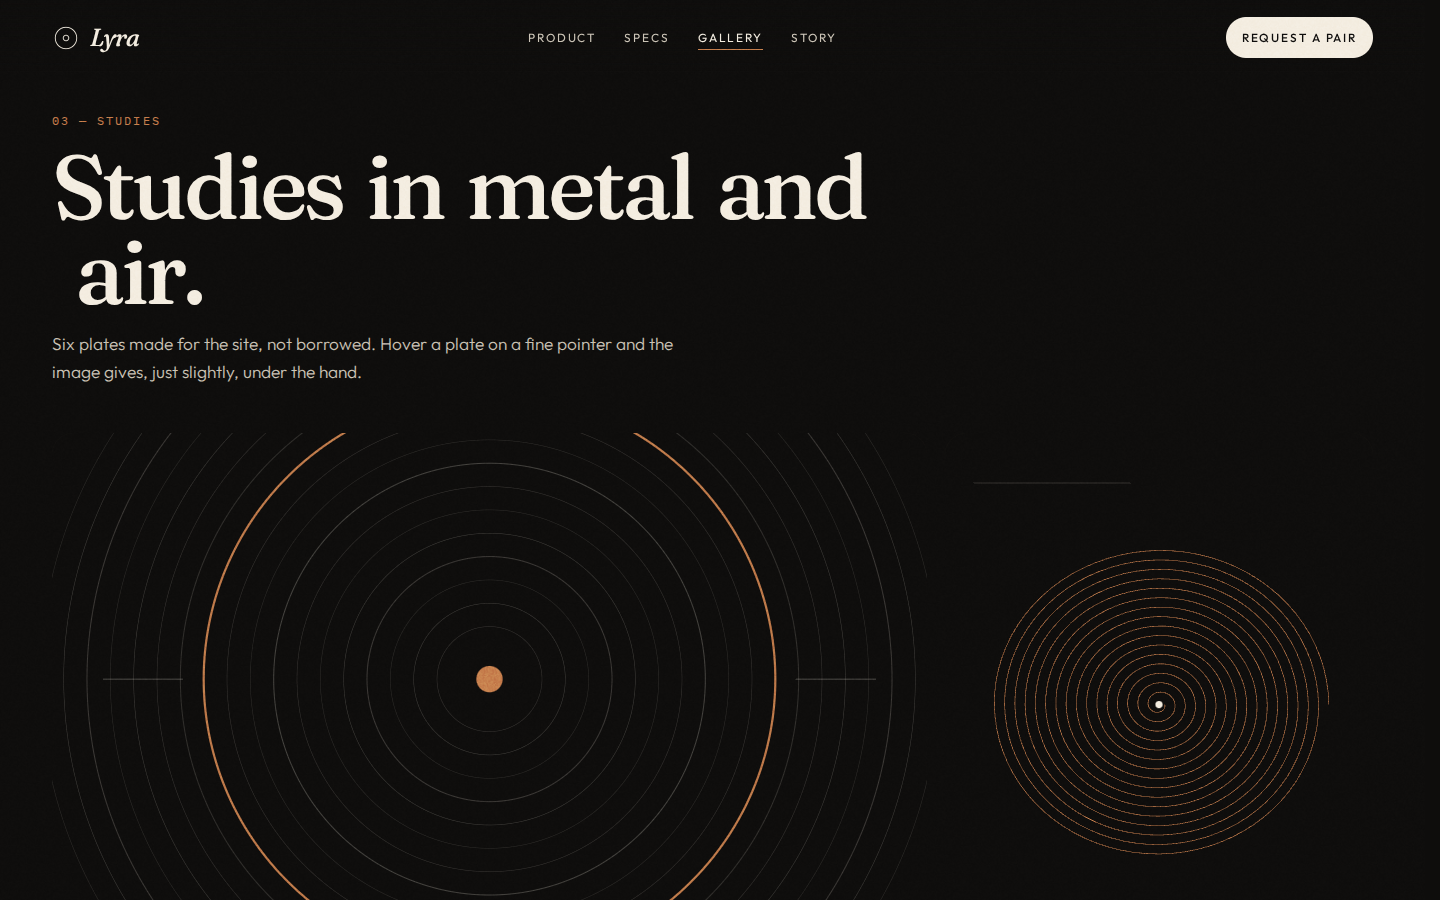 Lyra
PRODUCT SPECS GALLERY STORY
REQUEST A PAIR
03 — STUDIES
Studies in metal and
air.
Six plates made for the site, not borrowed. Hover a plate on a fine pointer and the
image gives, just slightly, under the hand.